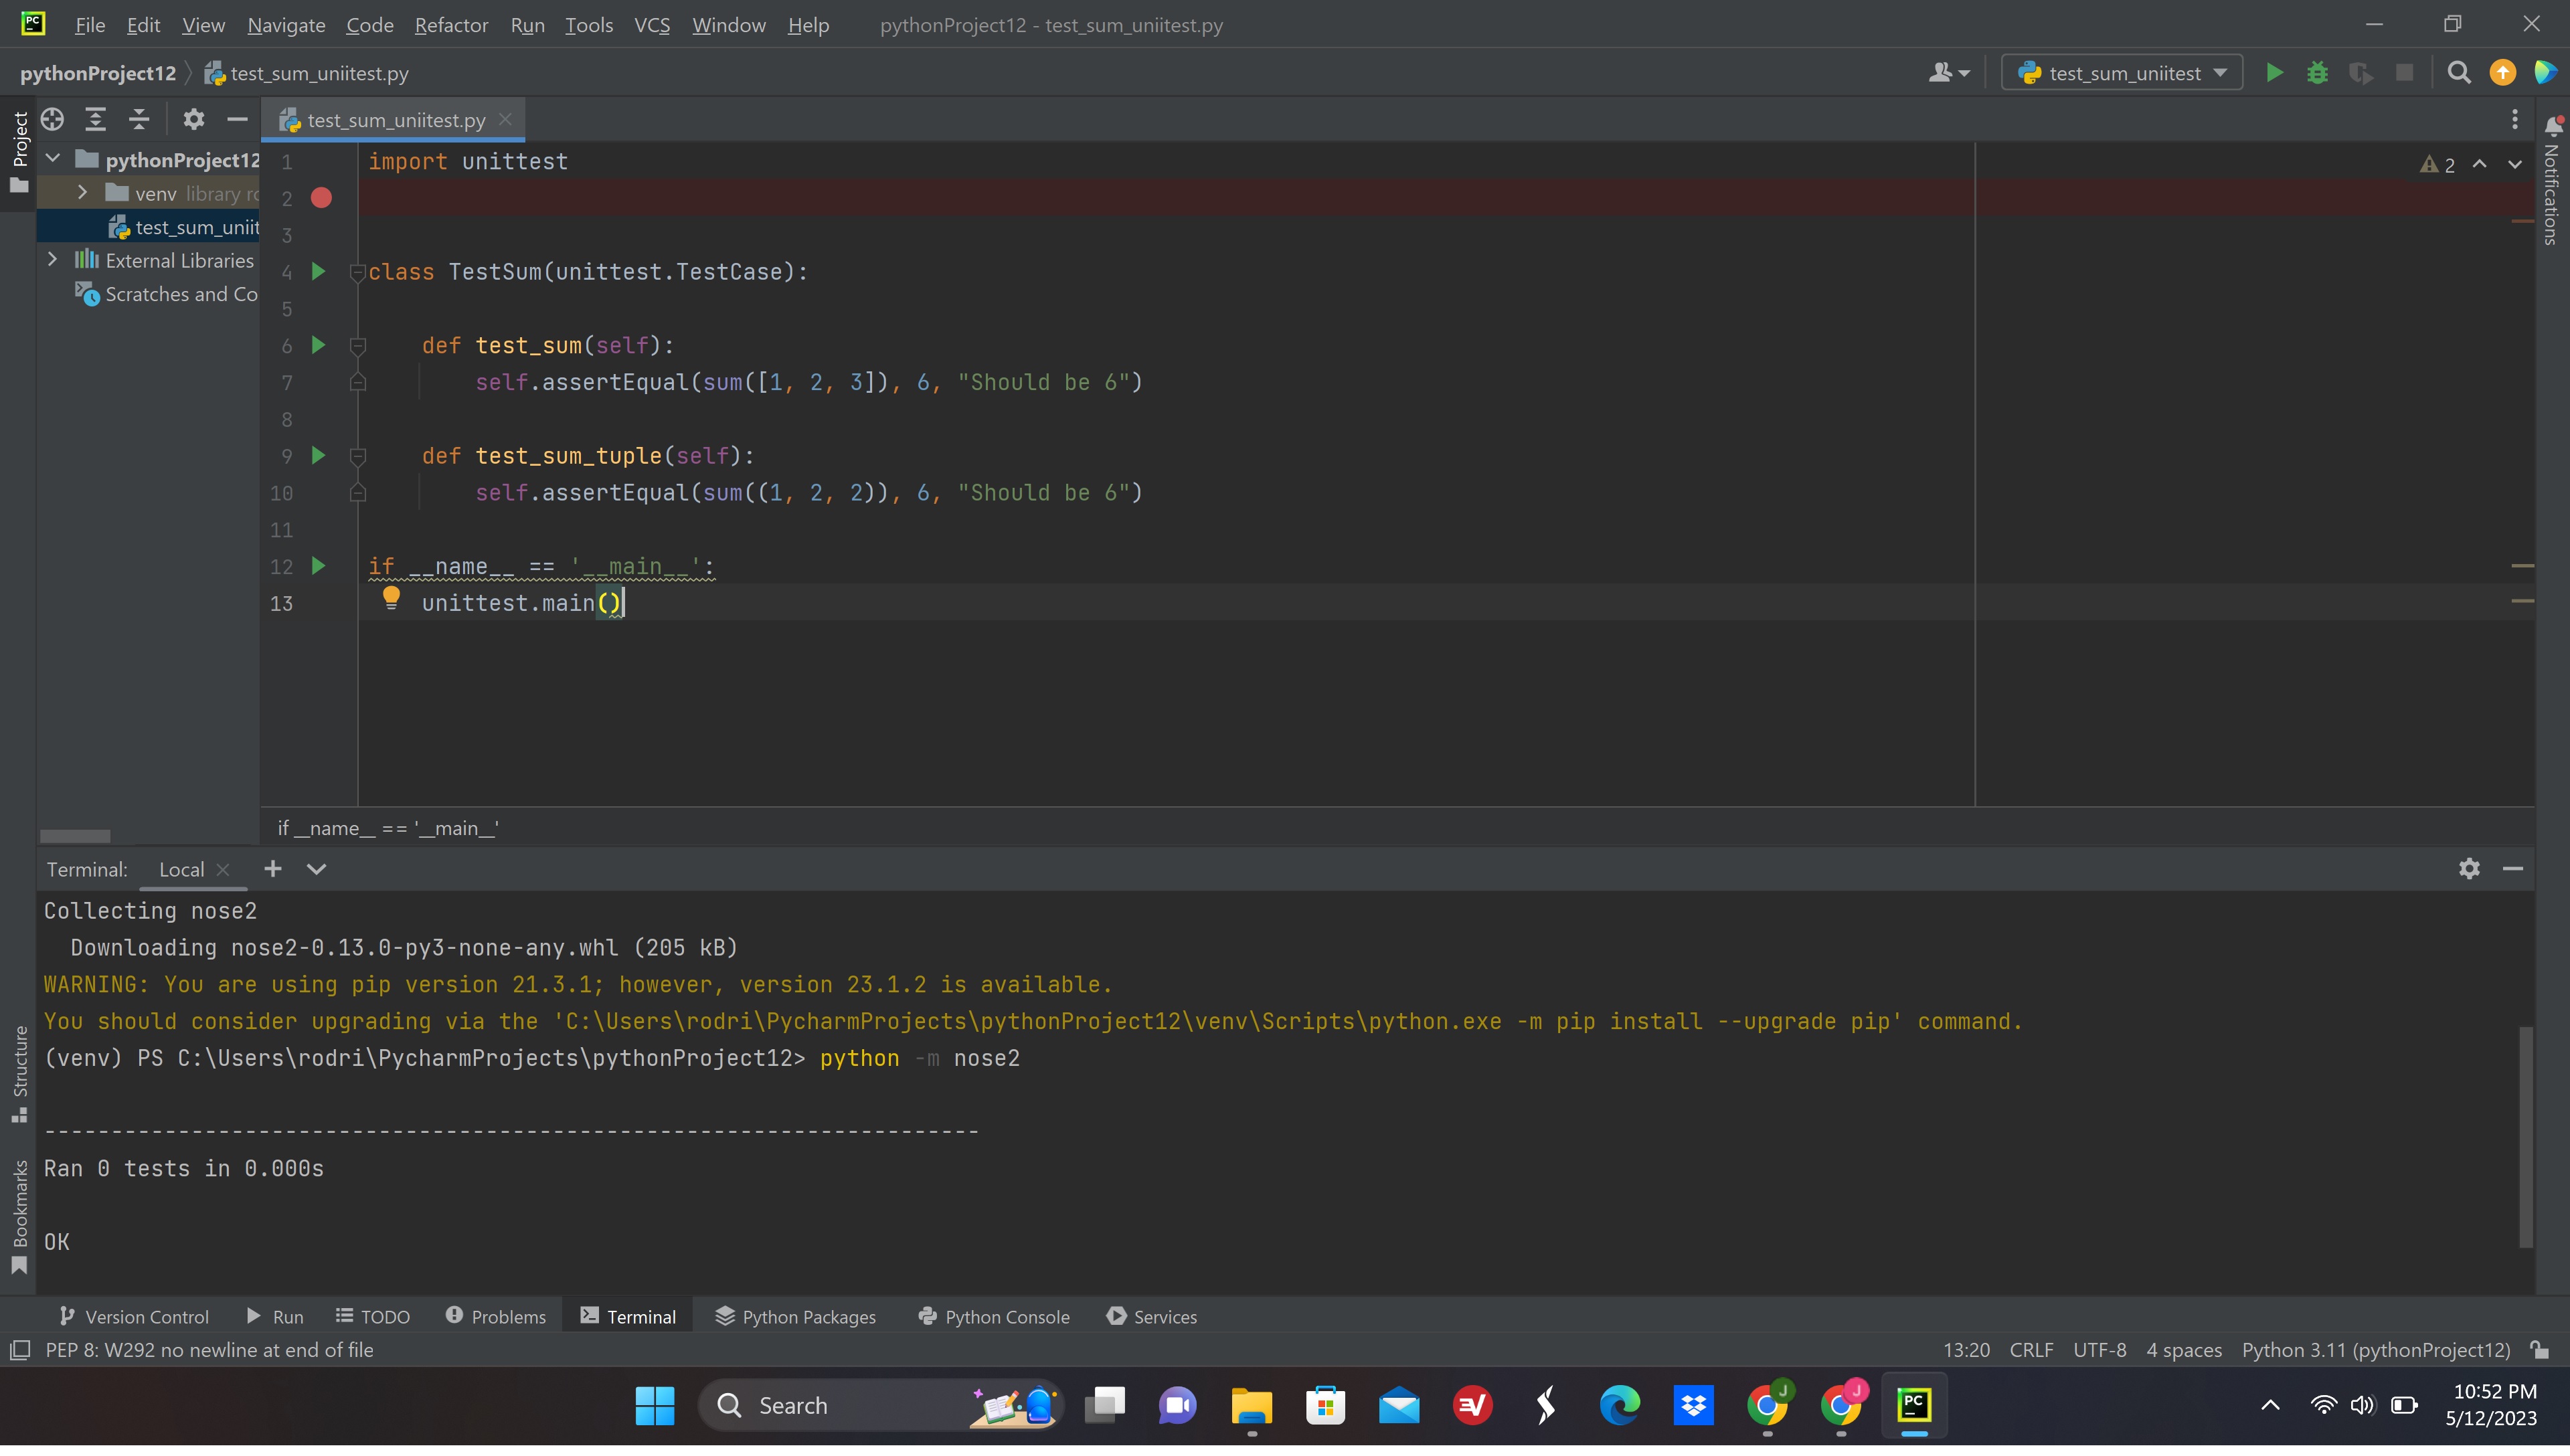 PC File Edit View Navigate Code Refactor Run Tools VCS Window Help pythonProject12 - test_sum_uniitest.py
pythonProject12 test_sum_uniitest.py test_sum_uniitest
Project
test_sum_uniitest.py
pythonProject12
venv library ro
test_sum_uniit
External Libraries
Scratches and Co
1 import unittest
2
3
4 class TestSum(unittest.TestCase):
5
6 def test_sum(self):
7 self.assertEqual(sum([1, 2, 3]), 6, "Should be 6")
8
9 def test_sum_tuple(self):
10 self.assertEqual(sum((1, 2, 2)), 6, "Should be 6")
11
12 if __name__ == '__main__':
13 unittest.main()
2
Notifications
if __name__ == '__main__'
Terminal: Local
Collecting nose2
Downloading nose2-0.13.0-py3-none-any.whl (205 kB)
WARNING: You are using pip version 21.3.1; however, version 23.1.2 is available.
You should consider upgrading via the 'C:\Users\rodri\PycharmProjects\pythonProject12\venv\Scripts\python.exe -m pip install --upgrade pip' command.
(venv) PS C:\Users\rodri\PycharmProjects\pythonProject12> python -m nose2
----------------------------------------------------------------------
Ran 0 tests in 0.000s
OK
Structure
Bookmarks
Version Control Run TODO Problems Terminal Python Packages Python Console Services
PEP 8: W292 no newline at end of file 13:20 CRLF UTF-8 4 spaces Python 3.11 (pythonProject12)
Search J J PC 10:52 PM
5/12/2023